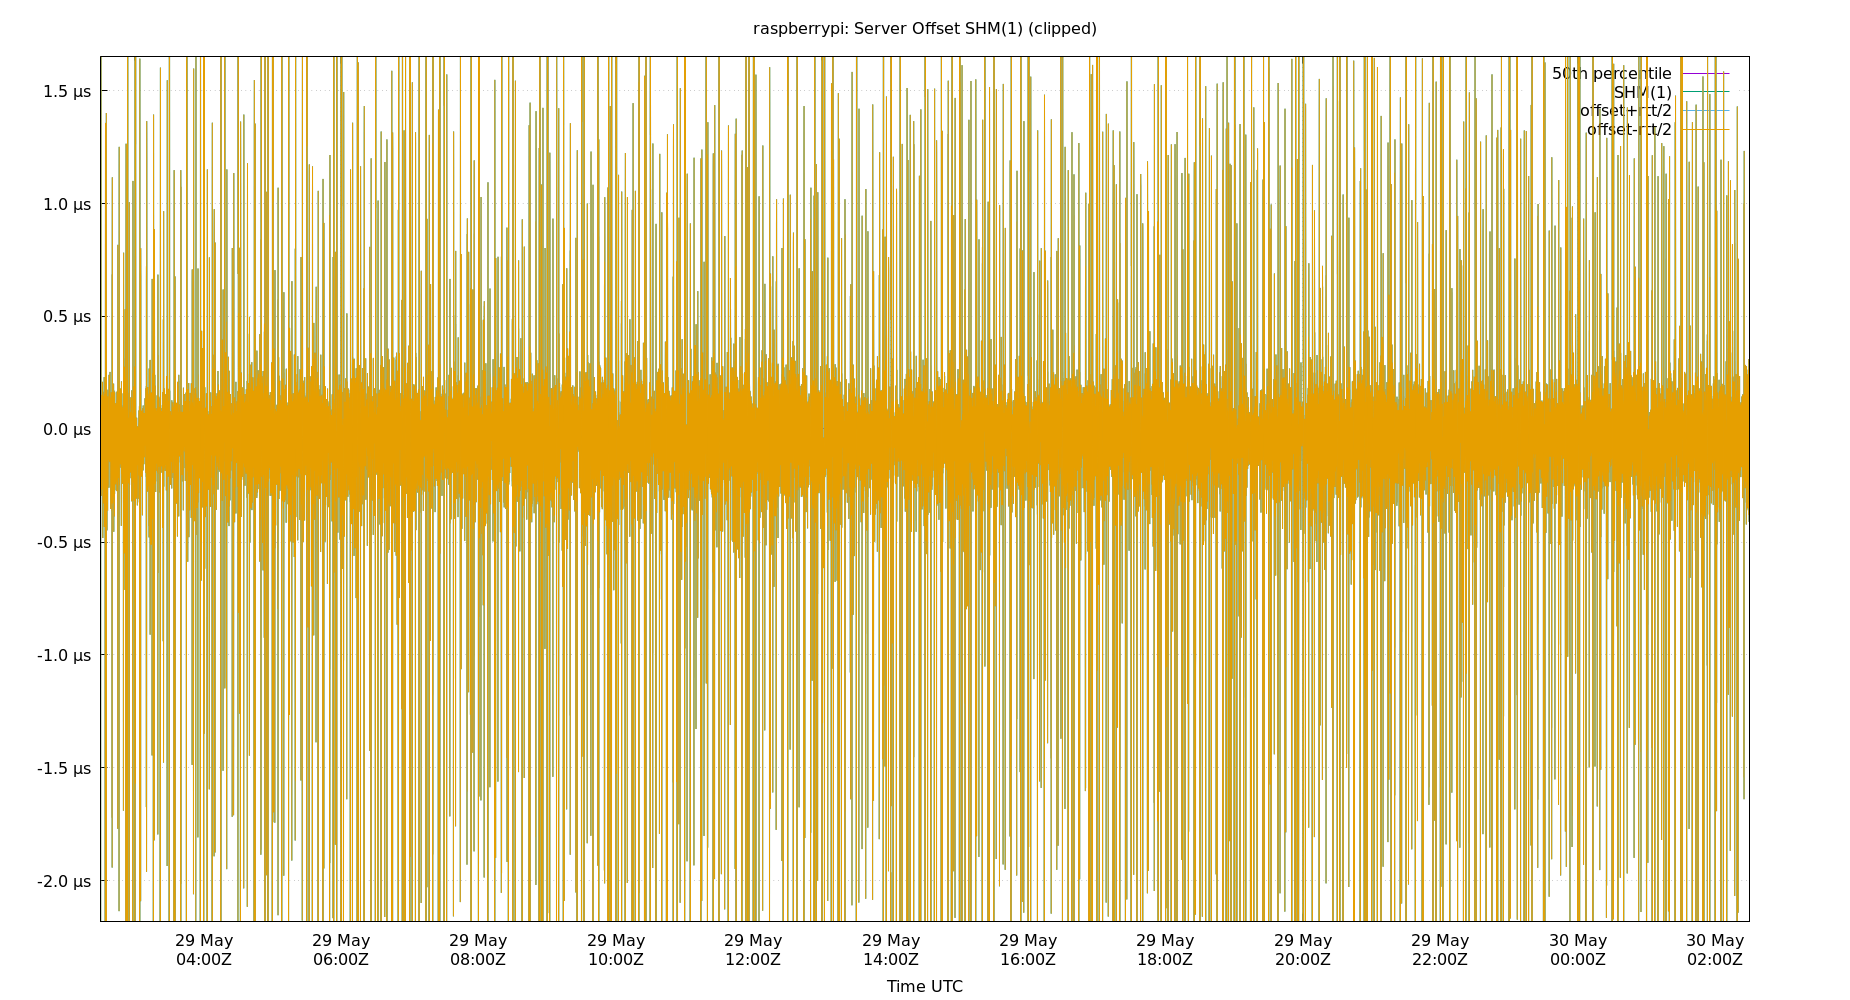 raspberrypi: Server Offset SHM(1) (clipped)
50th percentile
SHM(1)
offset+rtt/2
offset-rtt/2
1.5 µs
1.0 µs
0.5 µs
0.0 µs
-0.5 µs
-1.0 µs
-1.5 µs
-2.0 µs
29 May 29 May 29 May 29 May 29 May 29 May 29 May 29 May 29 May 29 May 30 May 30 May
04:00Z 06:00Z 08:00Z 10:00Z 12:00Z 14:00Z 16:00Z 18:00Z 20:00Z 22:00Z 00:00Z 02:00Z
Time UTC